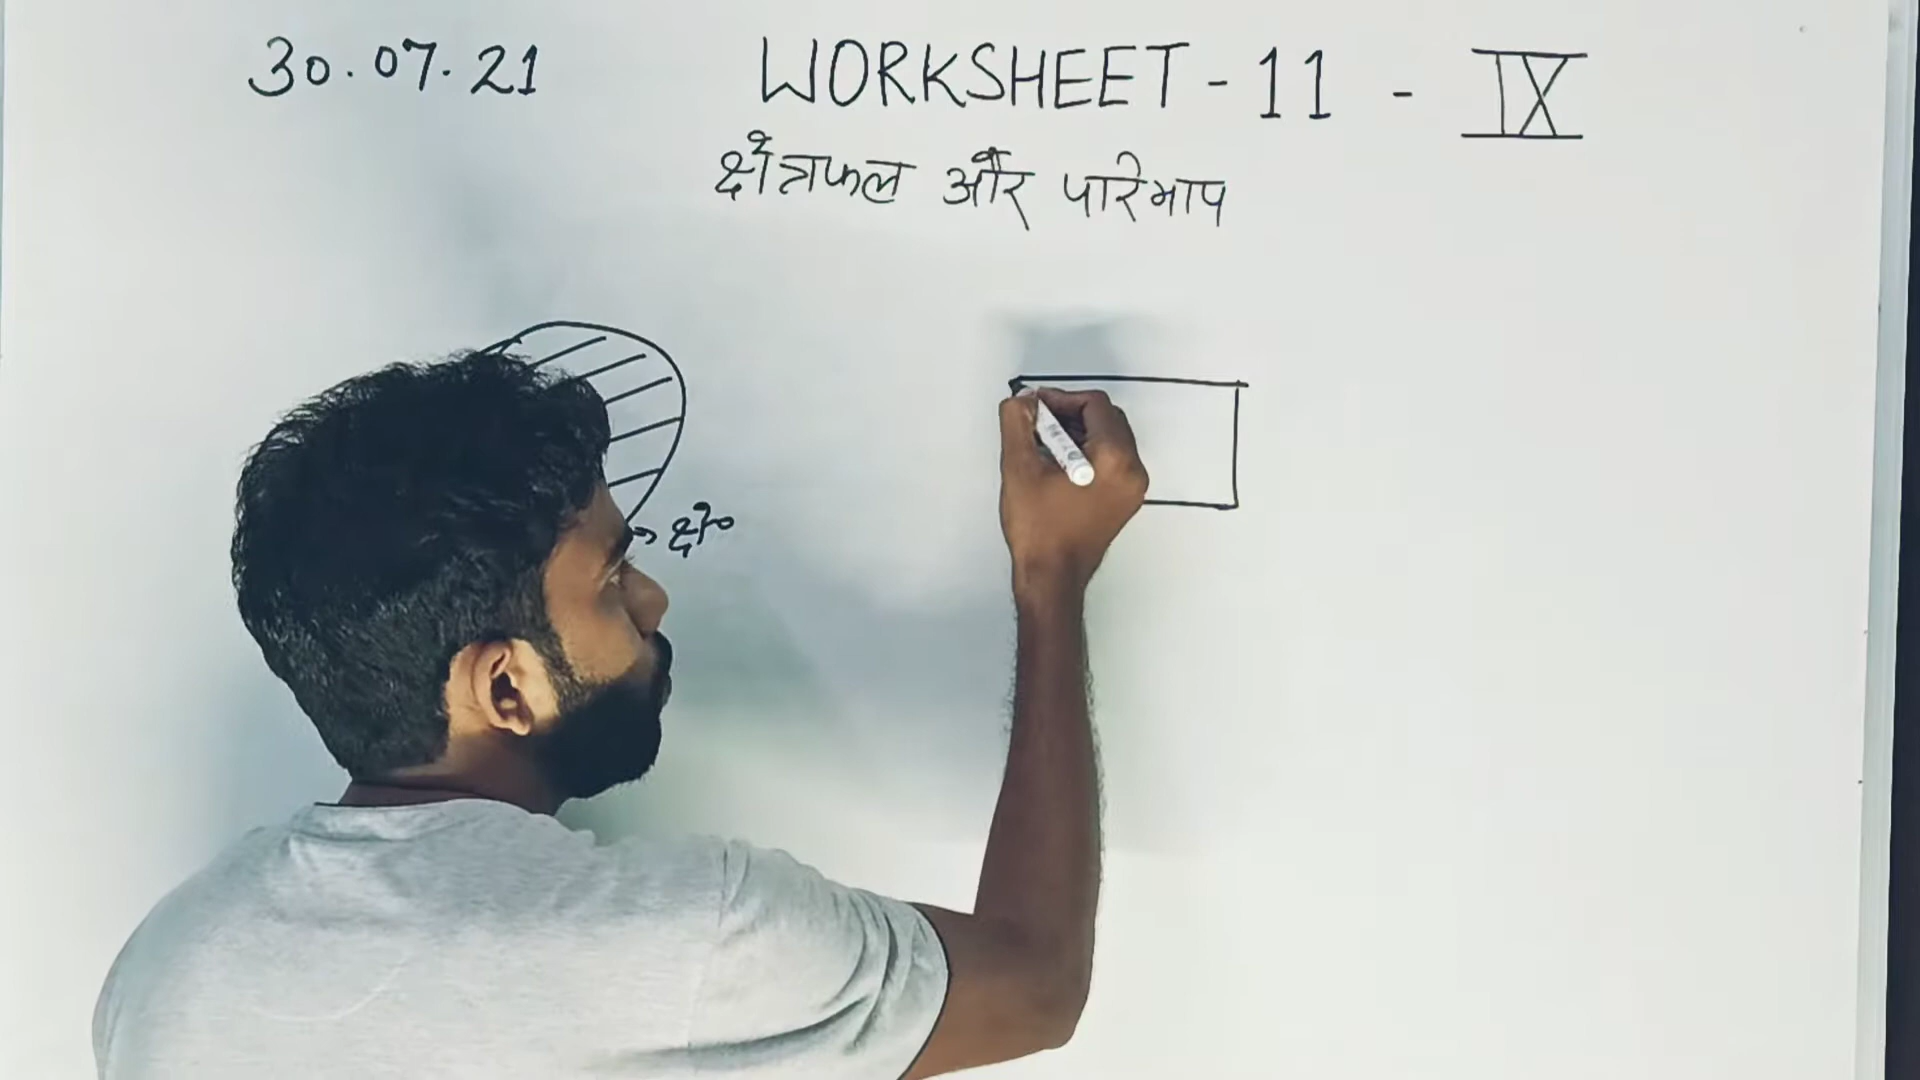 30.07.21 WORKSHEET - 11 - IX
क्षेत्रफल और परिमाप
→ क्षे०